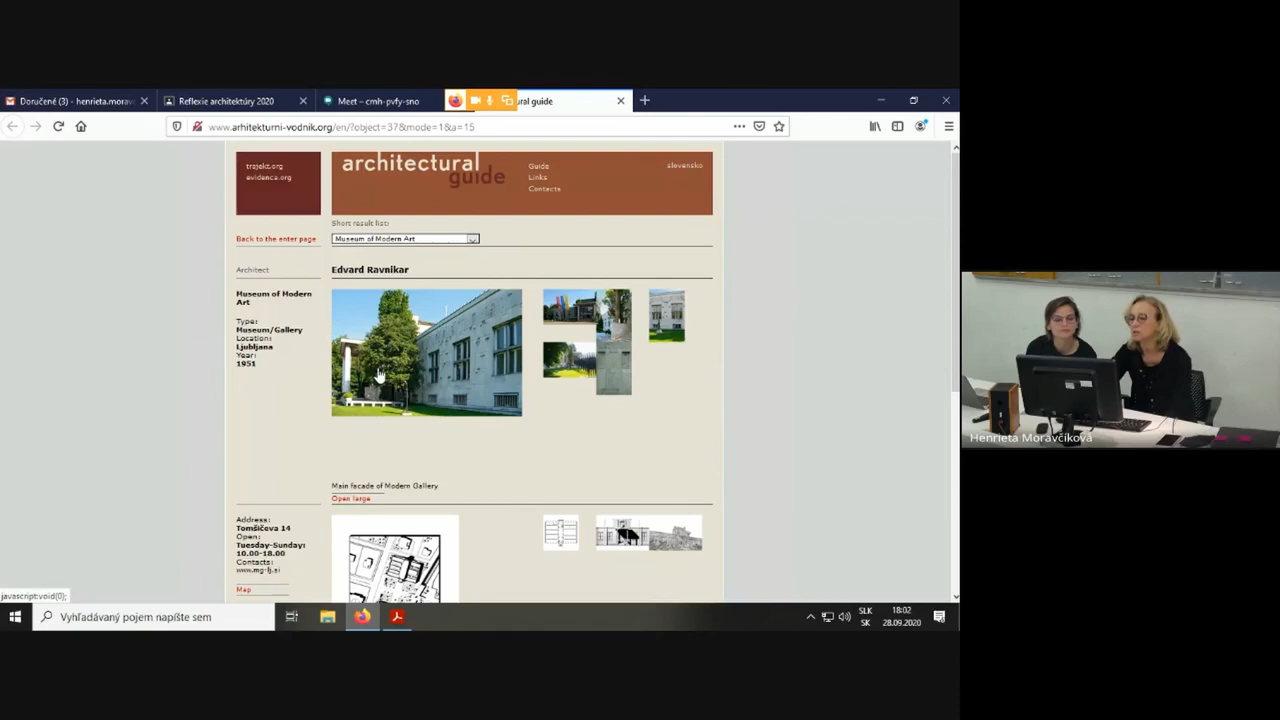 Doručené (3) - henrieta.morav
Reflexie architektúry 2020
Meet – cmh-pvfy-sno
ural guide
www.arhitekturni-vodnik.org/en/?object=37&mode=1&a=15
trajekt.org
evidenca.org
architectural
guide
Guide
Links
Contacts
slovensko
Short result list:
Back to the enter page
Museum of Modern Art
Architect
Edvard Ravnikar
Museum of Modern
Art
Type:
Museum/Gallery
Location:
Ljubljana
Year:
1951
Main facade of Modern Gallery
Open large
Address:
Tomšičeva 14
Open:
Tuesday-Sunday:
10.00-18.00
Contacts:
www.mg-lj.si
Map
javascript:void(0);
Vyhľadávaný pojem napíšte sem
SLK
SK
18:02
28.09.2020
Henrieta Moravčíková